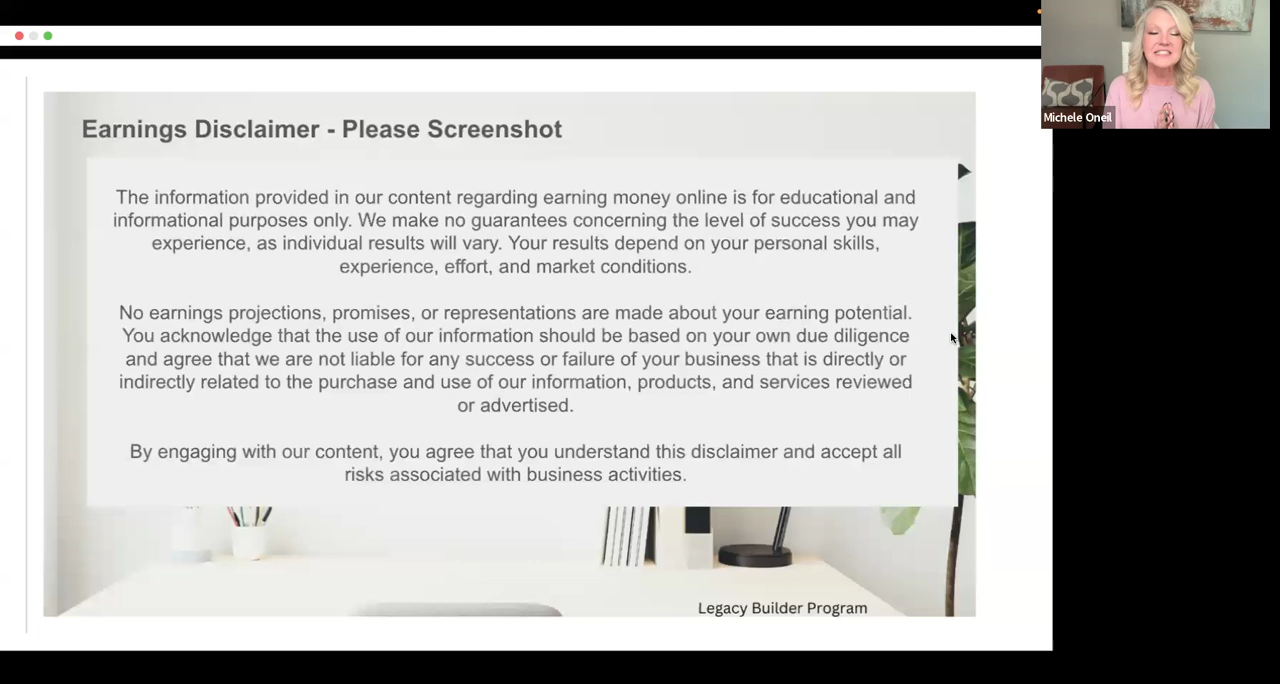 Michele Oneil
Earnings Disclaimer - Please Screenshot
The information provided in our content regarding earning money online is for educational and
informational purposes only. We make no guarantees concerning the level of success you may
experience, as individual results will vary. Your results depend on your personal skills,
experience, effort, and market conditions.
No earnings projections, promises, or representations are made about your earning potential.
You acknowledge that the use of our information should be based on your own due diligence
and agree that we are not liable for any success or failure of your business that is directly or
indirectly related to the purchase and use of our information, products, and services reviewed
or advertised.
By engaging with our content, you agree that you understand this disclaimer and accept all
risks associated with business activities.
Legacy Builder Program